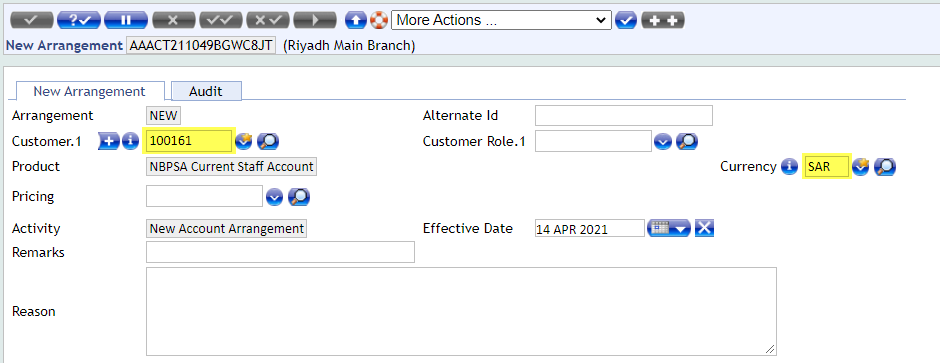 More Actions ...
New Arrangement AAACT211049BGWC8JT (Riyadh Main Branch)
New Arrangement Audit
Arrangement NEW Alternate Id
Customer.1 100161 Customer Role.1
Product NBPSA Current Staff Account Currency SAR
Pricing
Activity New Account Arrangement Effective Date 14 APR 2021
Remarks
Reason